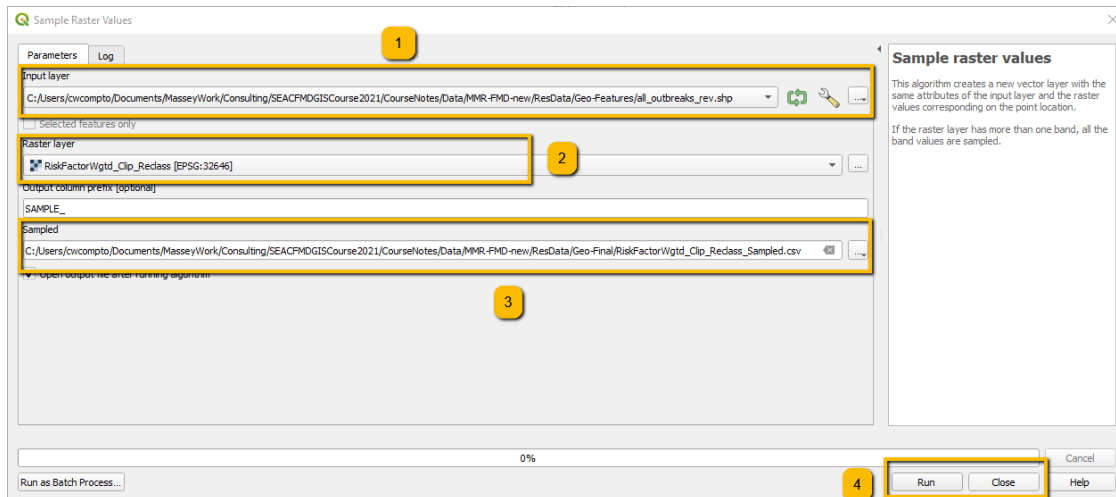 Sample Raster Values
Parameters
Log
1
Input layer
C:/Users/cwcompto/Documents/MasseyWork/Consulting/SEACFMDGISCourse2021/CourseNotes/Data/MMR-FMD-new/ResData/Geo-Features/all_outbreaks_rev.shp
...
Selected features only
Raster layer
RiskFactorWgtd_Clip_Reclass [EPSG:32646]
2
...
Output column prefix [optional]
SAMPLE_
Sampled
C:/Users/cwcompto/Documents/MasseyWork/Consulting/SEACFMDGISCourse2021/CourseNotes/Data/MMR-FMD-new/ResData/Geo-Final/RiskFactorWgtd_Clip_Reclass_Sampled.csv
...
Open output file after running algorithm
3
Sample raster values
This algorithm creates a new vector layer with the
same attributes of the input layer and the raster
values corresponding on the point location.
If the raster layer has more than one band, all the
band values are sampled.
0%
Cancel
Run as Batch Process...
4
Run
Close
Help